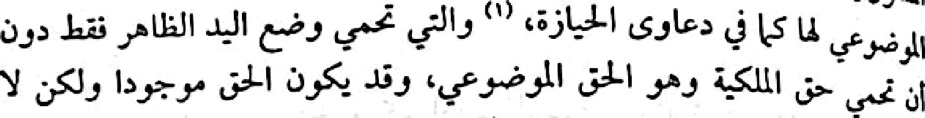 الموضوعي لها كما في دعاوى الحيازة، (١) والتي تحمي وضع اليد الظاهر فقط دون
أن تحمي حق الملكية وهو الحق الموضوعي، وقد يكون الحق موجودا ولكن لا